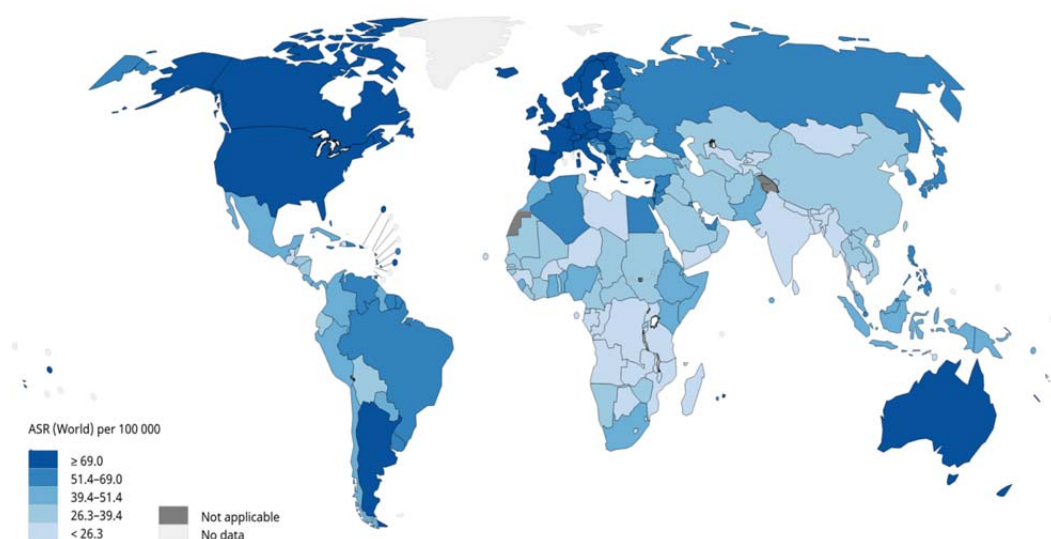 ASR (World) per 100 000
≥ 69.0
51.4–69.0
39.4–51.4
26.3–39.4
< 26.3
Not applicable
No data